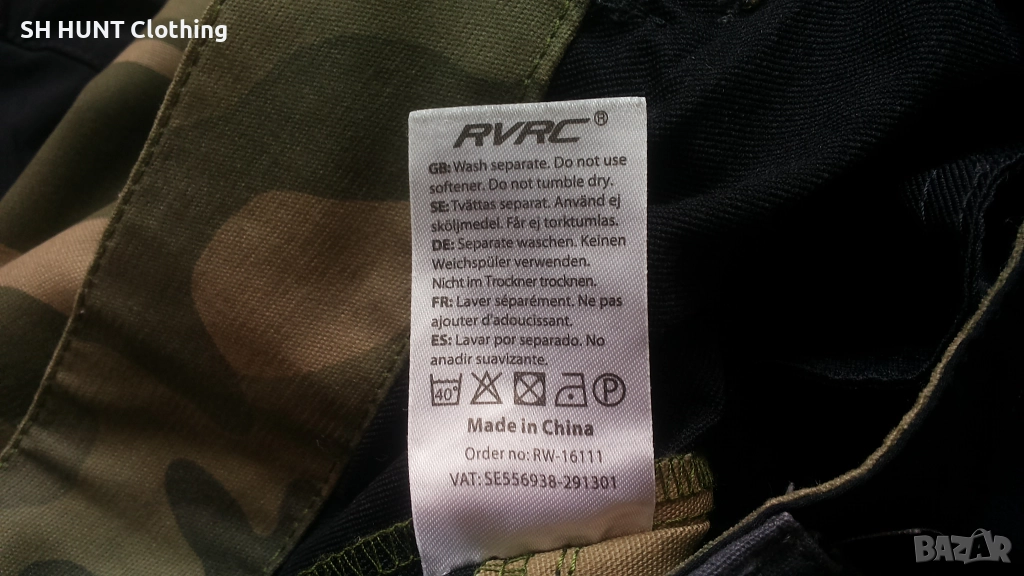 SH HUNT Clothing
RVRC®
GB: Wash separate. Do not use
softener. Do not tumble dry.
SE: Tvättas separat. Använd ej
sköljmedel. Får ej torktumlas.
DE: Separate waschen. Keinen
Weichspüler verwenden.
Nicht im Trockner trocknen.
FR: Laver séparément. Ne pas
ajouter d'adoucissant.
ES: Lavar por separado. No
anadir suavizante.
40° P
Made in China
Order no: RW-16111
VAT: SE556938-291301
BAZAR